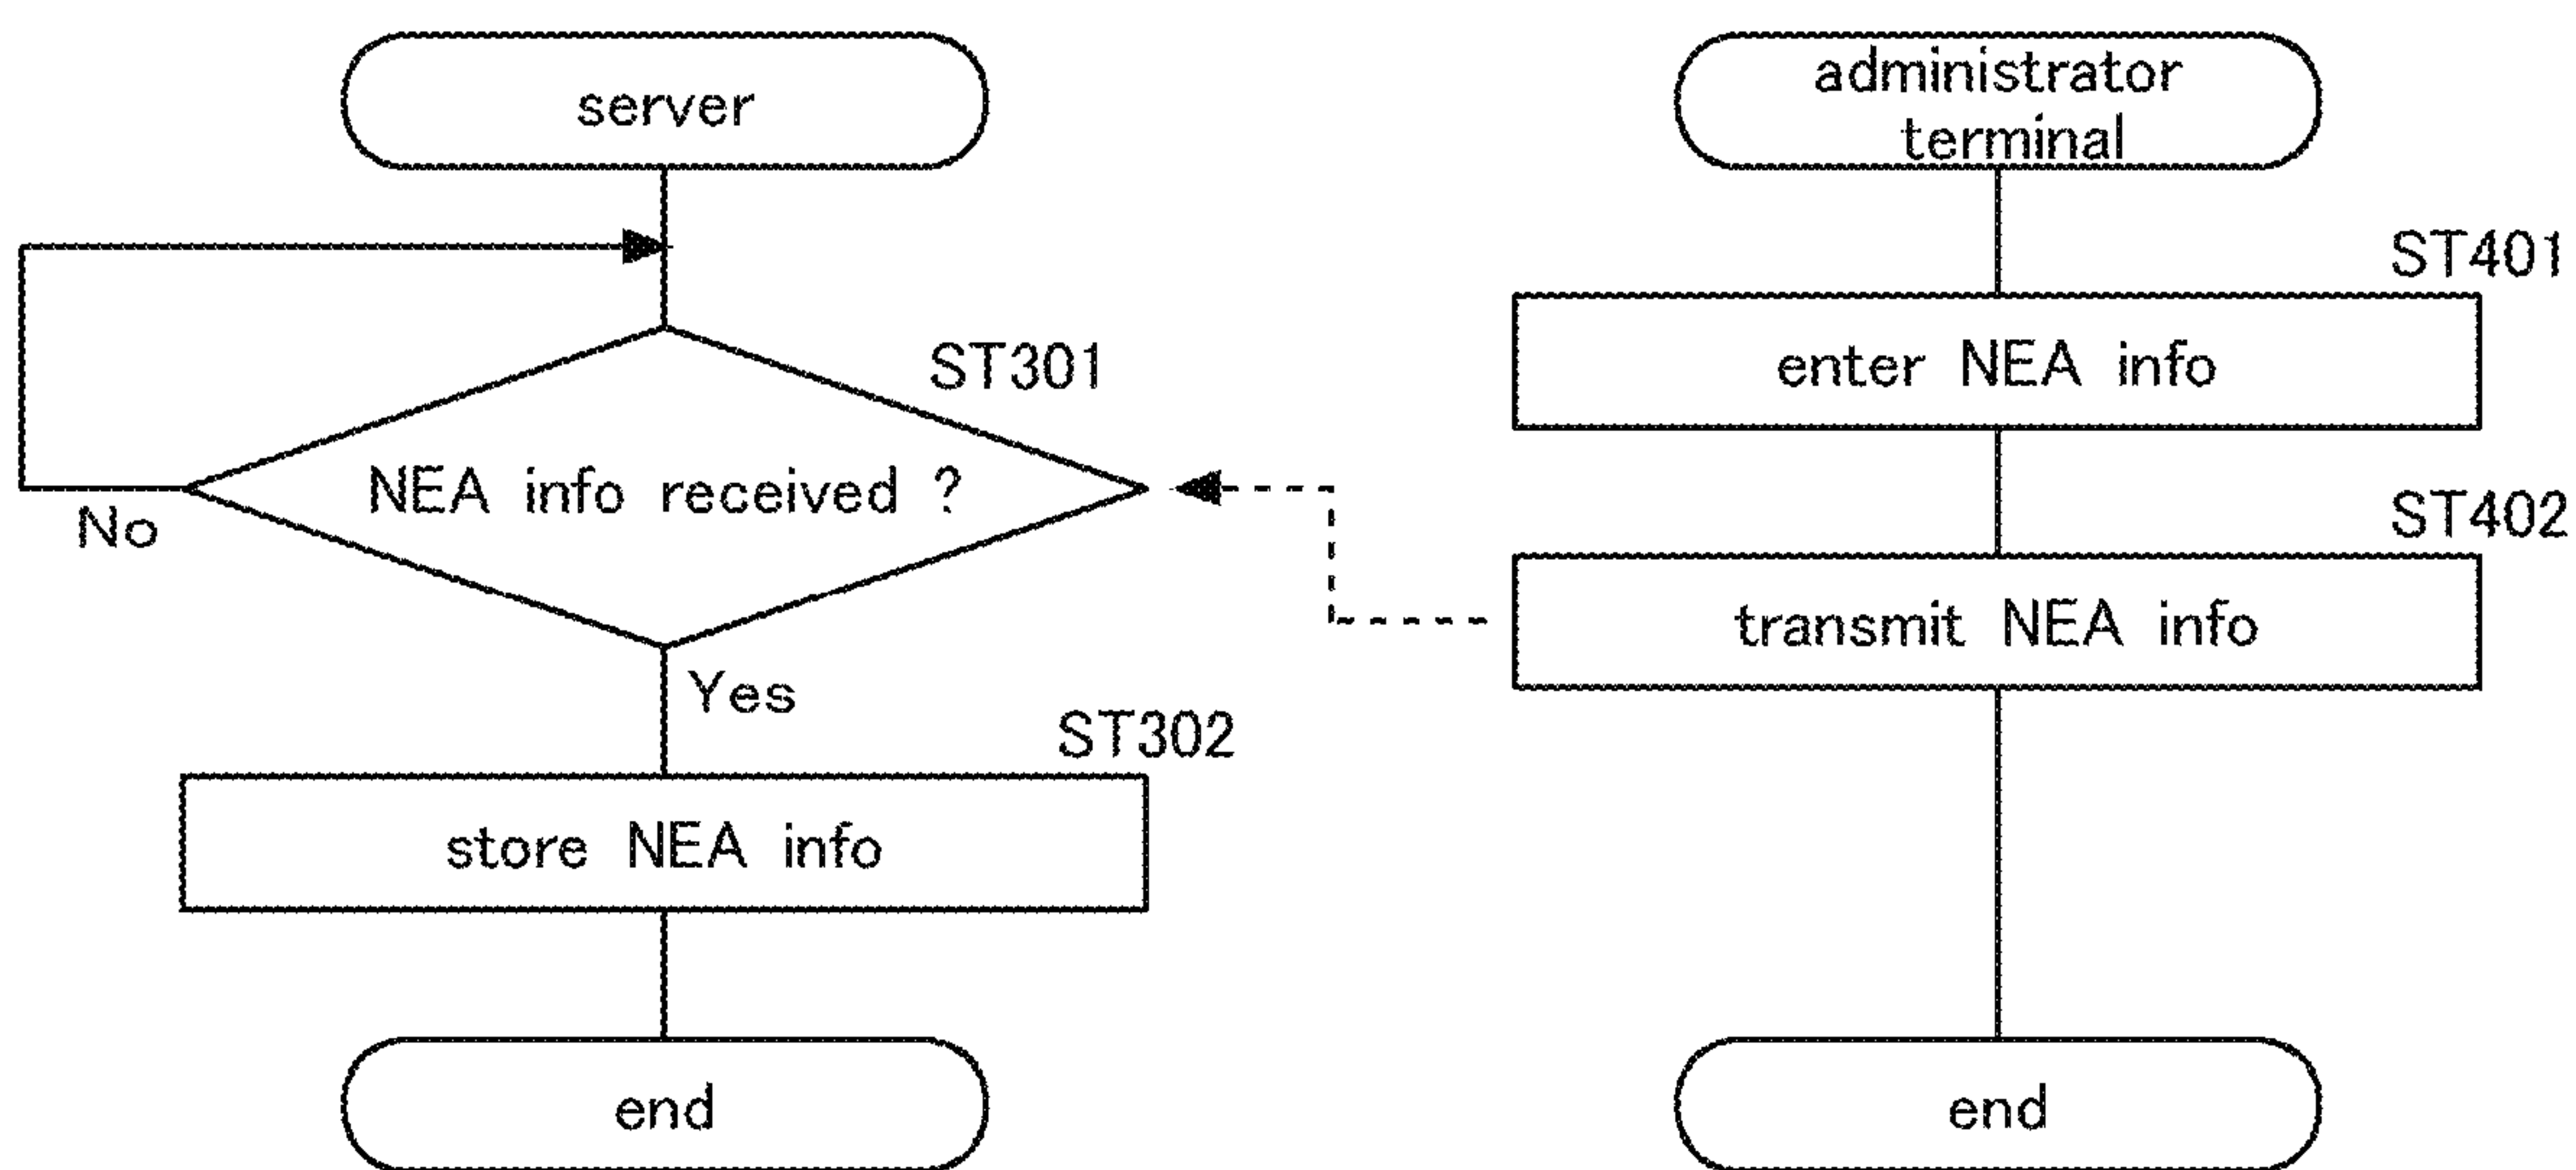 server
ST301
NEA info received ?
No
Yes
ST302
store NEA info
end
administrator
terminal
ST401
enter NEA info
ST402
transmit NEA info
end